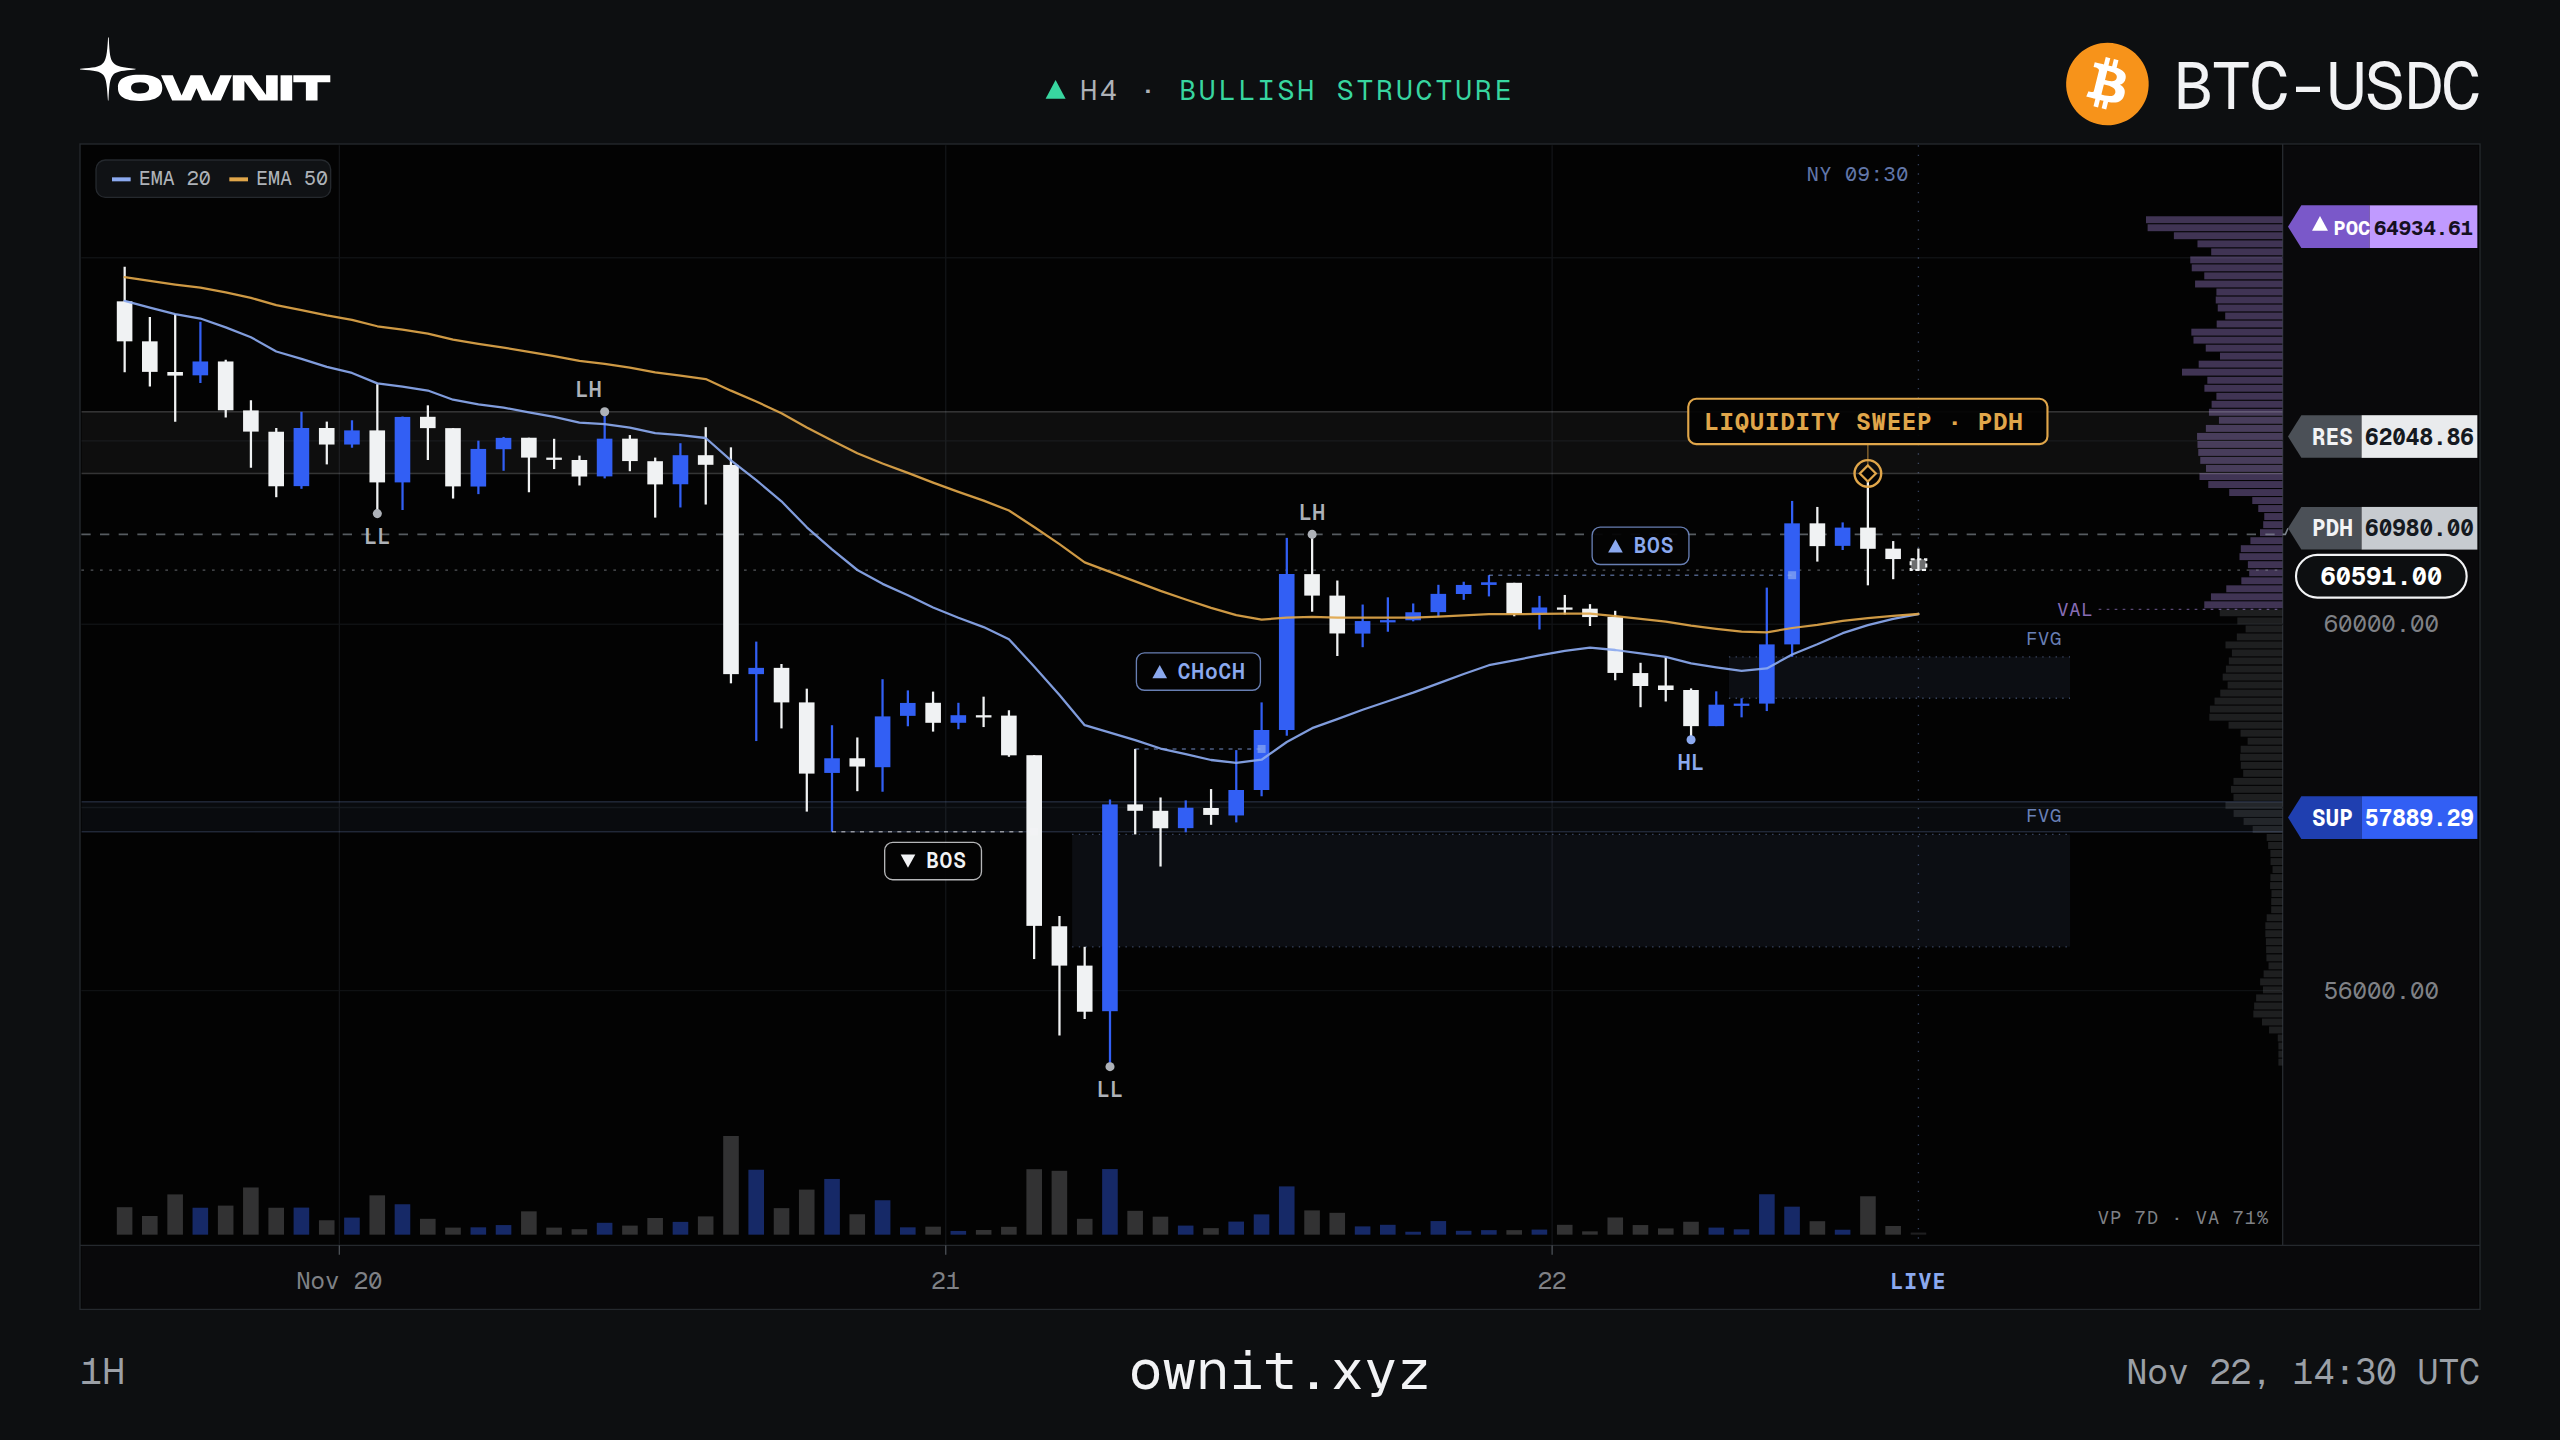 OWNIT
▲ H4 · BULLISH STRUCTURE
BTC-USDC
EMA 20 EMA 50
NY 09:30
▲ POC 64934.61
LH
LIQUIDITY SWEEP · PDH
RES 62048.86
LL
LH
▲ BOS
PDH 60980.00
60591.00
VAL
60000.00
FVG
▲ CHoCH
HL
FVG
SUP 57889.29
▼ BOS
56000.00
LL
VP 7D · VA 71%
Nov 20 21 22 LIVE
1H
ownit.xyz
Nov 22, 14:30 UTC